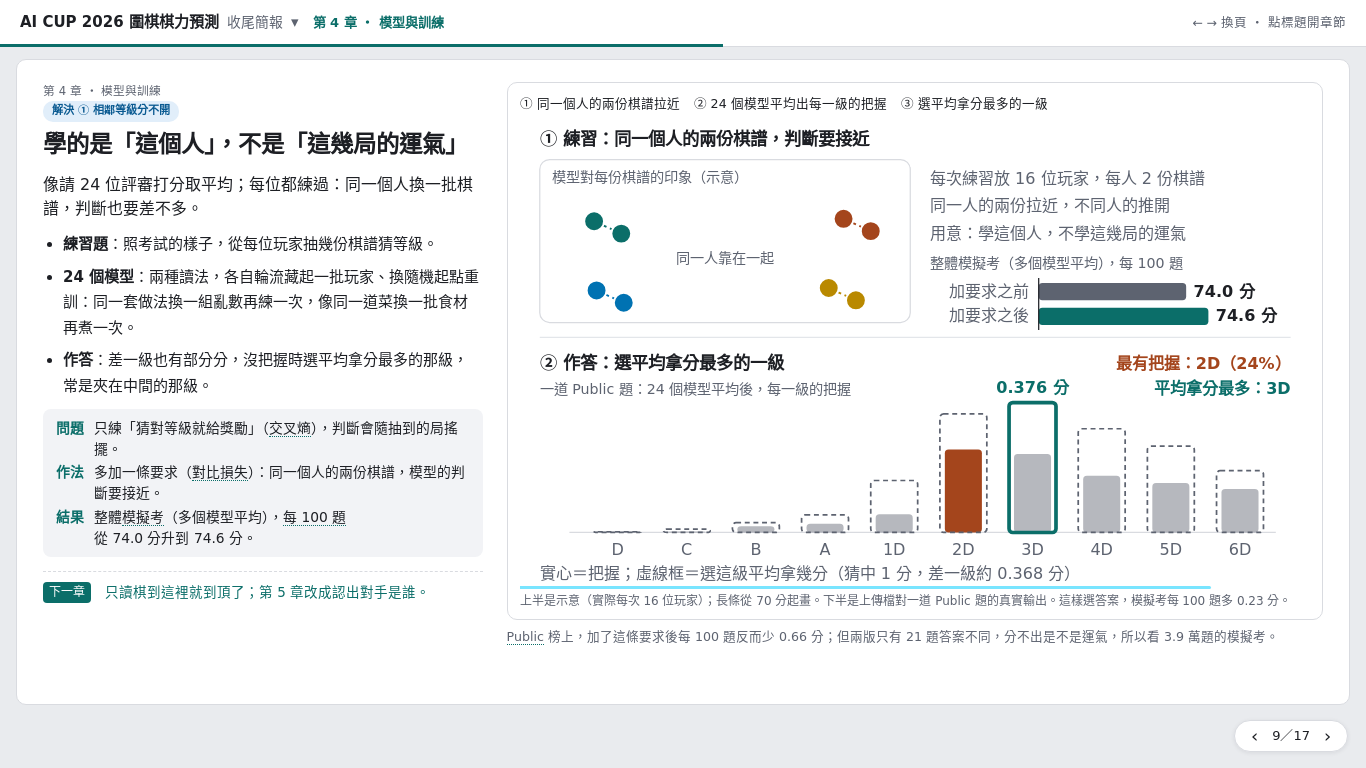 AI CUP 2026 圍棋棋力預測 收尾簡報 ▼ 第 4 章 · 模型與訓練
← → 換頁 · 點標題開章節
第 4 章 · 模型與訓練
解決 ① 相鄰等級分不開
學的是「這個人」，不是「這幾局的運氣」
像請 24 位評審打分取平均；每位都練過：同一個人換一批棋
譜，判斷也要差不多。
• 練習題：照考試的樣子，從每位玩家抽幾份棋譜猜等級。
• 24 個模型：兩種讀法，各自輪流藏起一批玩家、換隨機起點重
訓：同一套做法換一組亂數再練一次，像同一道菜換一批食材
再煮一次。
• 作答：差一級也有部分分，沒把握時選平均拿分最多的那級，
常是夾在中間的那級。
問題 只練「猜對等級就給獎勵」（交叉熵），判斷會隨抽到的局搖
擺。
作法 多加一條要求（對比損失）：同一個人的兩份棋譜，模型的判
斷要接近。
結果 整體模擬考（多個模型平均），每 100 題
從 74.0 分升到 74.6 分。
下一章 只讀棋到這裡就到頂了；第 5 章改成認出對手是誰。
① 同一個人的兩份棋譜拉近 ② 24 個模型平均出每一級的把握 ③ 選平均拿分最多的一級
① 練習：同一個人的兩份棋譜，判斷要接近
模型對每份棋譜的印象（示意）
同一人靠在一起
每次練習放 16 位玩家，每人 2 份棋譜
同一人的兩份拉近，不同人的推開
用意：學這個人，不學這幾局的運氣
整體模擬考（多個模型平均），每 100 題
加要求之前 74.0 分
加要求之後 74.6 分
② 作答：選平均拿分最多的一級
最有把握：2D（24%）
一道 Public 題：24 個模型平均後，每一級的把握
0.376 分
平均拿分最多：3D
D C B A 1D 2D 3D 4D 5D 6D
實心＝把握；虛線框＝選這級平均拿幾分（猜中 1 分，差一級約 0.368 分）
上半是示意（實際每次 16 位玩家）；長條從 70 分起畫。下半是上傳檔對一道 Public 題的真實輸出。這樣選答案，模擬考每 100 題多 0.23 分。
Public 榜上，加了這條要求後每 100 題反而少 0.66 分；但兩版只有 21 題答案不同，分不出是不是運氣，所以看 3.9 萬題的模擬考。
‹ 9／17 ›